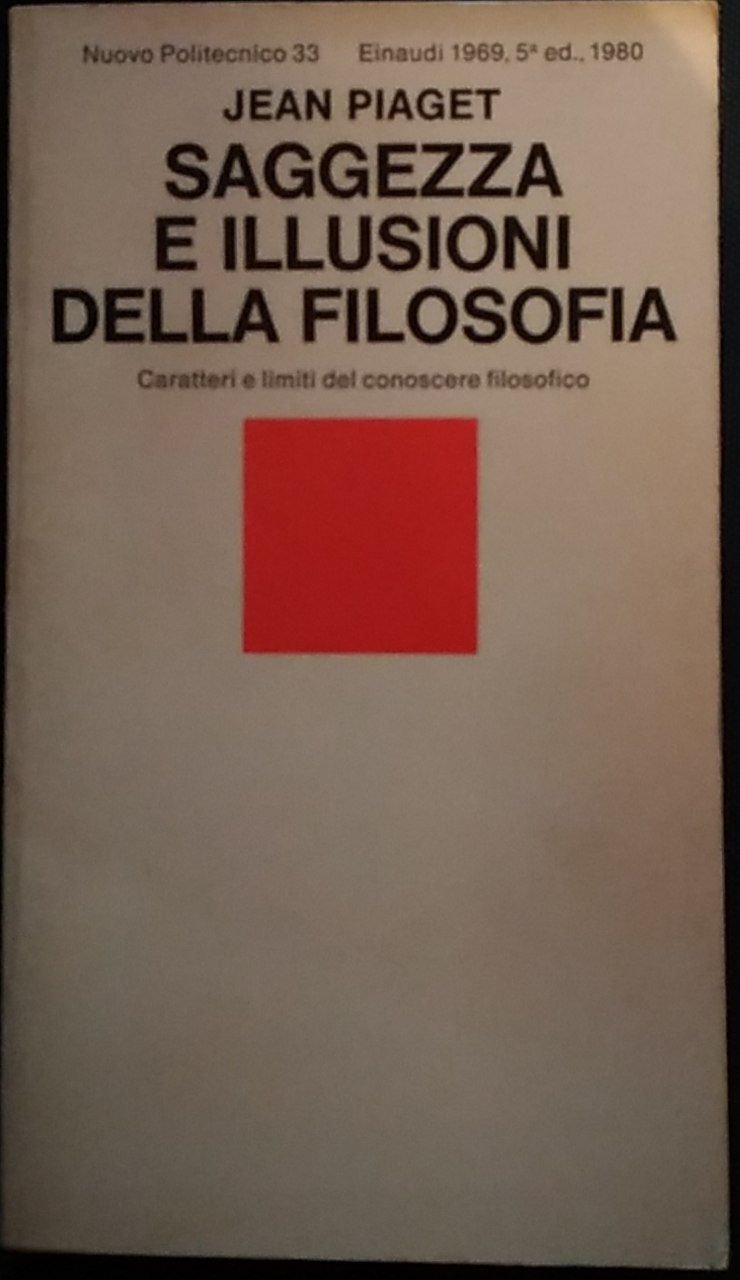 Nuovo Politecnico 33 Einaudi 1969, 5ª ed., 1980
JEAN PIAGET
SAGGEZZA
E ILLUSIONI
DELLA FILOSOFIA
Caratteri e limiti del conoscere filosofico